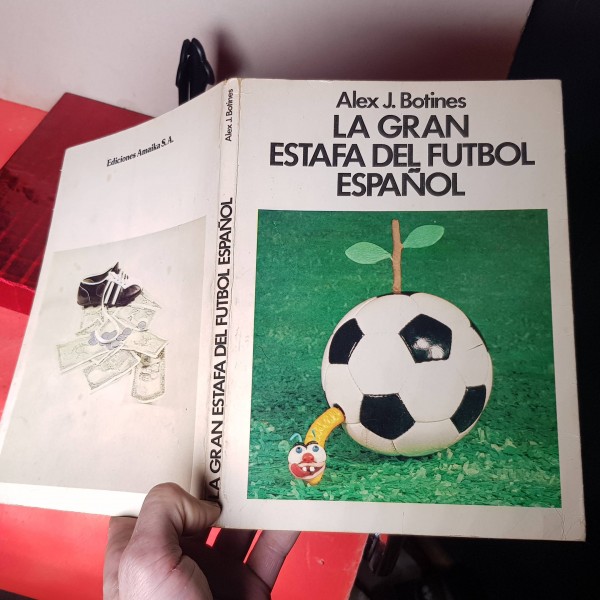 Ediciones Amaika S.A.
Alex J. Botines
LA GRAN ESTAFA DEL FUTBOL ESPAÑOL
Alex J. Botines
LA GRAN
ESTAFA DEL FUTBOL
ESPAÑOL